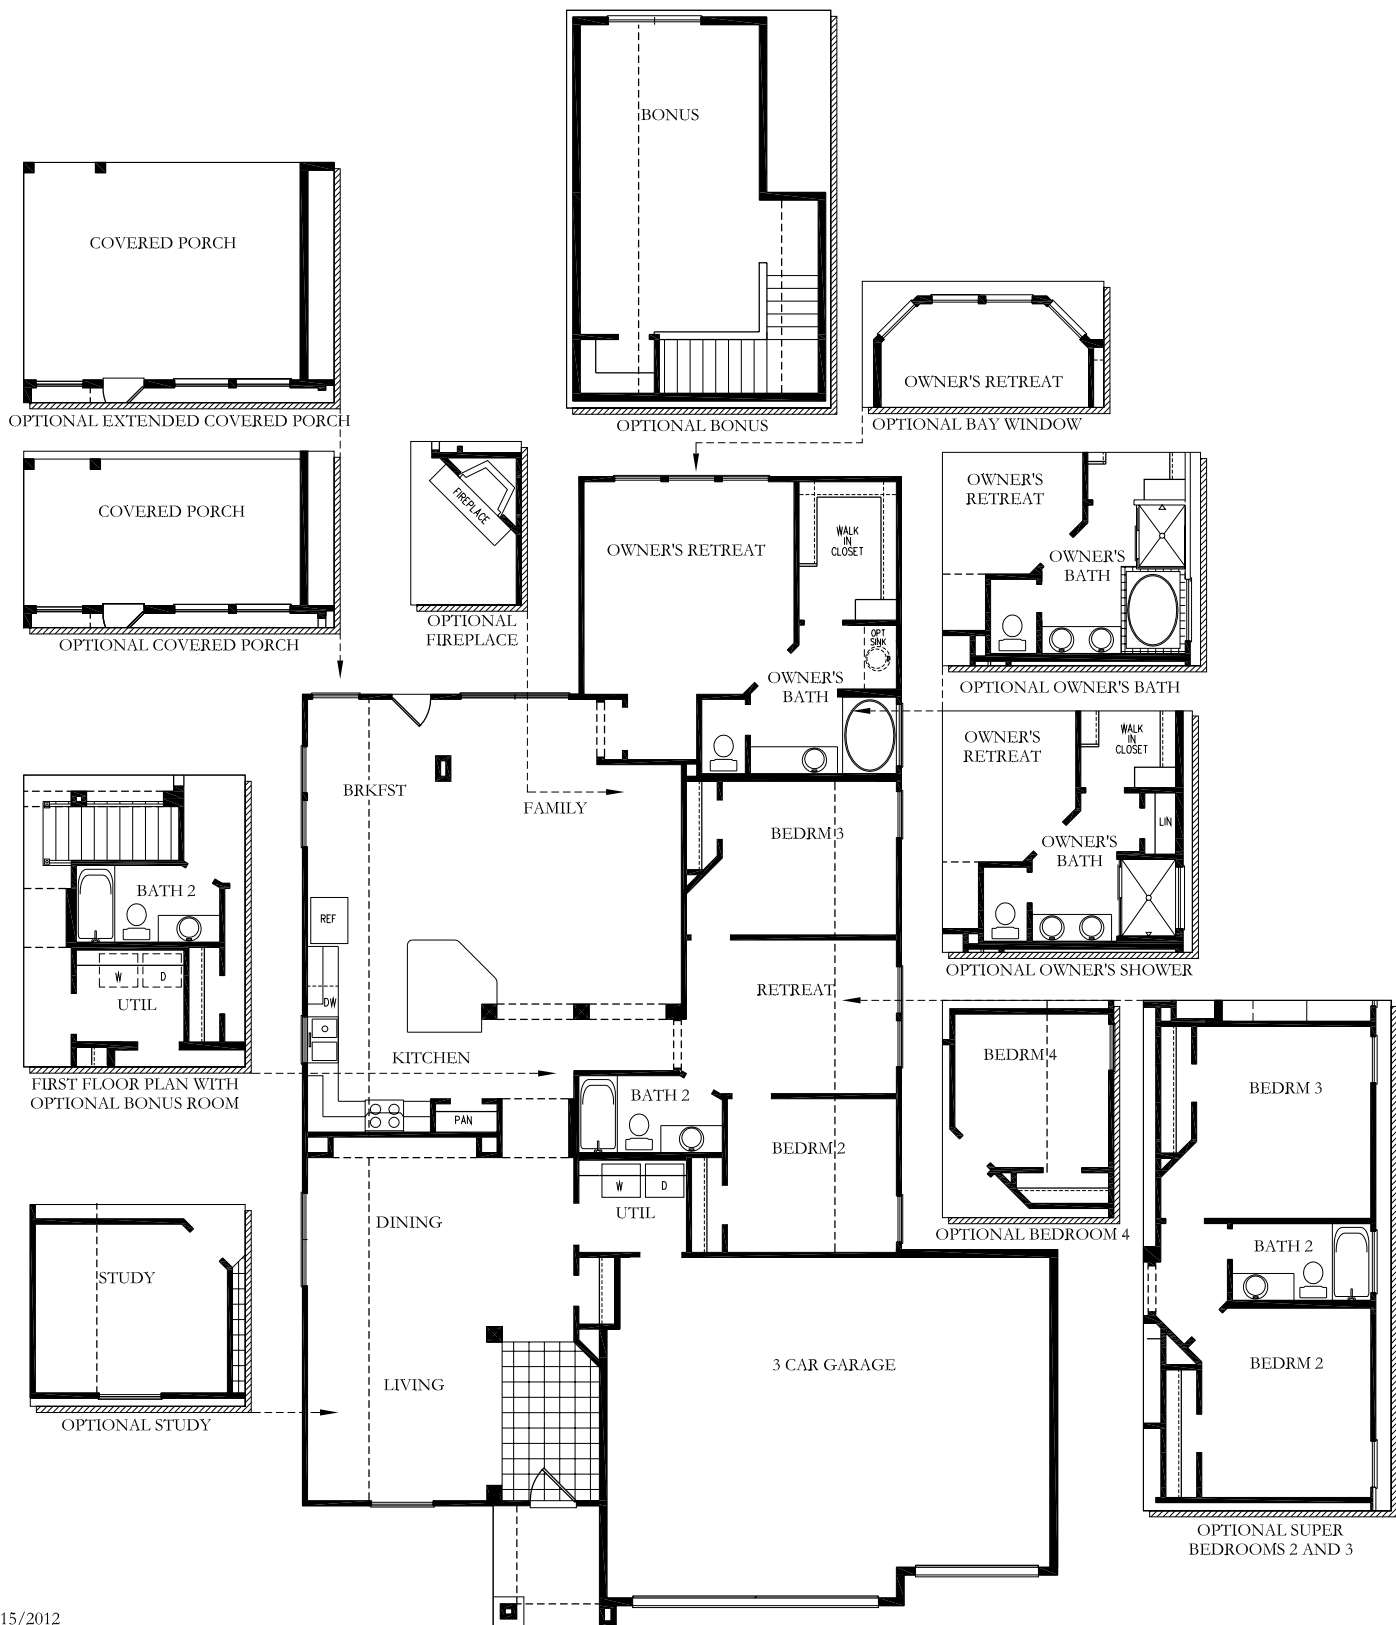 BONUS
OPTIONAL BONUS
COVERED PORCH
OPTIONAL EXTENDED COVERED PORCH
COVERED PORCH
OPTIONAL COVERED PORCH
FIREPLACE
OPTIONAL
FIREPLACE
OWNER'S RETREAT
OPTIONAL BAY WINDOW
OWNER'S RETREAT
WALK
IN
CLOSET
OPT
SINK
OWNER'S
BATH
OWNER'S
RETREAT
OWNER'S
BATH
OPTIONAL OWNER'S BATH
OWNER'S
RETREAT
WALK
IN
CLOSET
LIN
OWNER'S
BATH
OPTIONAL OWNER'S SHOWER
BRKFST
FAMILY
BEDRM 3
REF
DW
RETREAT
KITCHEN
PAN
BATH 2
BEDRM 2
W
D
UTIL
DINING
LIVING
3 CAR GARAGE
BATH 2
W
D
UTIL
FIRST FLOOR PLAN WITH
OPTIONAL BONUS ROOM
STUDY
OPTIONAL STUDY
BEDRM 4
OPTIONAL BEDROOM 4
BEDRM 3
BATH 2
BEDRM 2
OPTIONAL SUPER
BEDROOMS 2 AND 3
15/2012